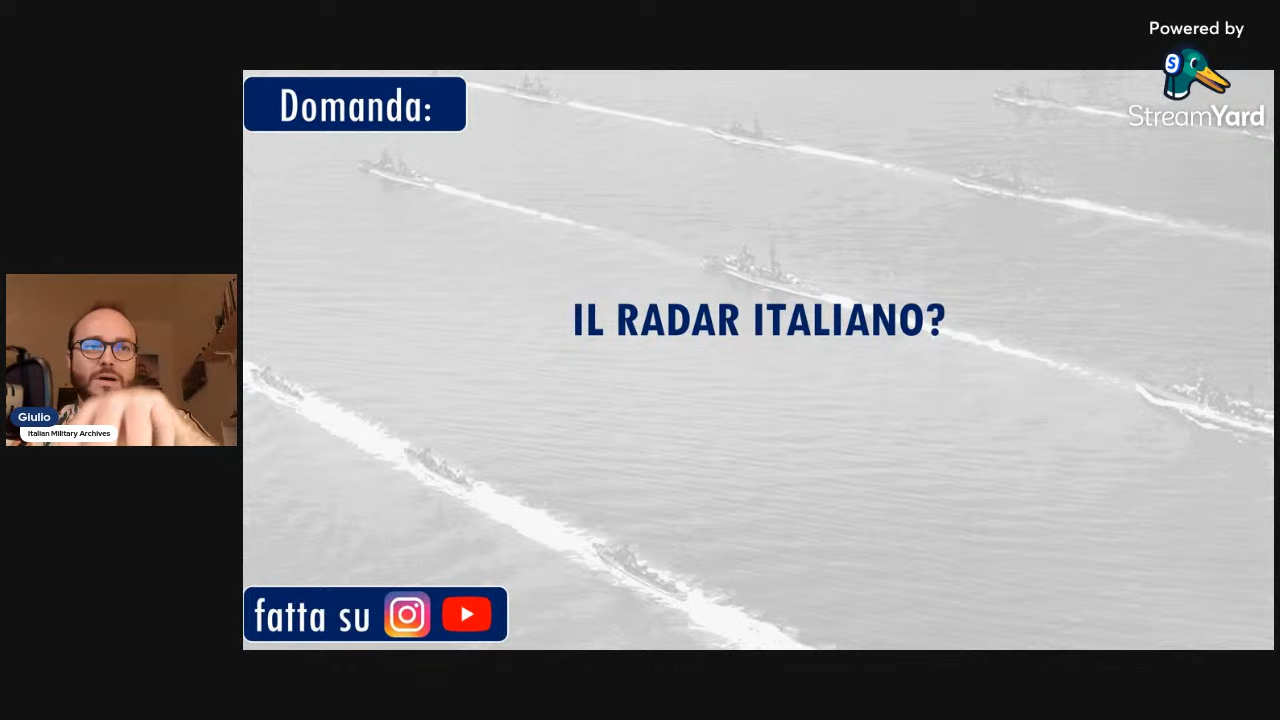 Powered by
StreamYard
Domanda:
IL RADAR ITALIANO?
Giulio
Italian Military Archives
fatta su